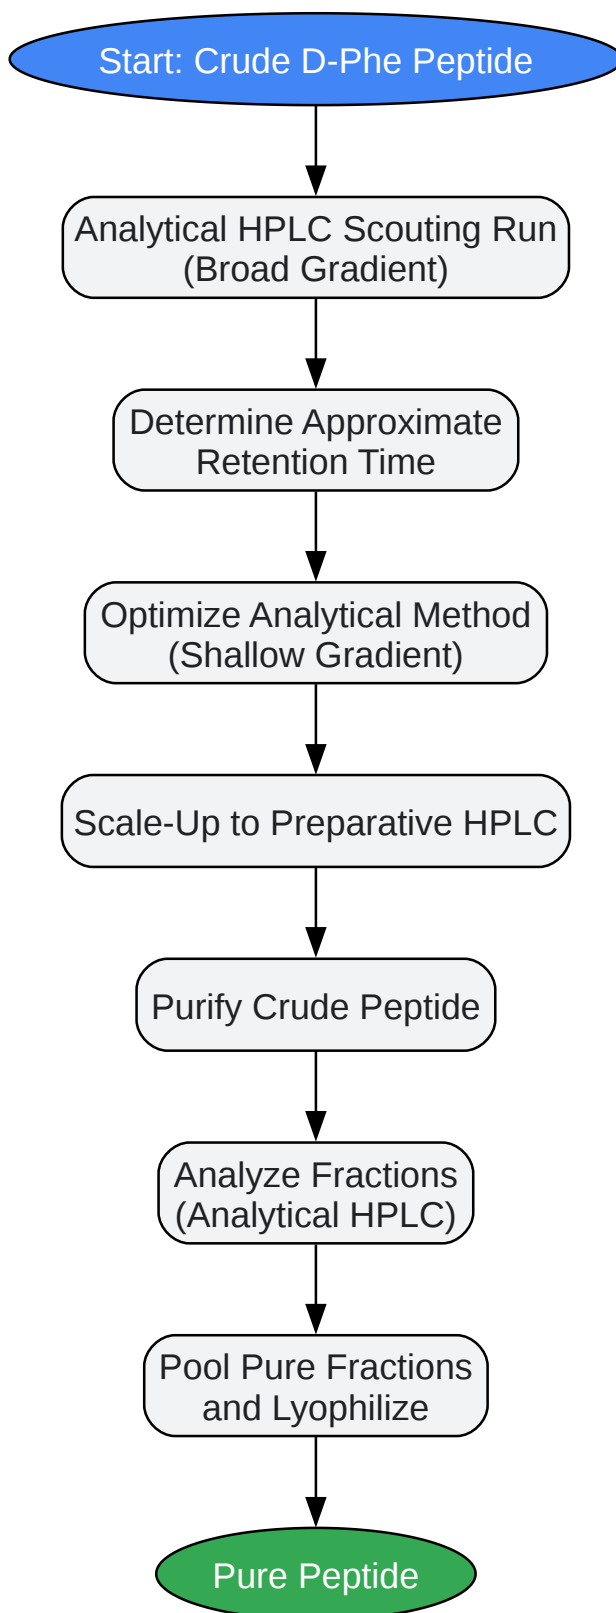 Start: Crude D-Phe Peptide
Analytical HPLC Scouting Run
(Broad Gradient)
Determine Approximate
Retention Time
Optimize Analytical Method
(Shallow Gradient)
Scale-Up to Preparative HPLC
Purify Crude Peptide
Analyze Fractions
(Analytical HPLC)
Pool Pure Fractions
and Lyophilize
Pure Peptide